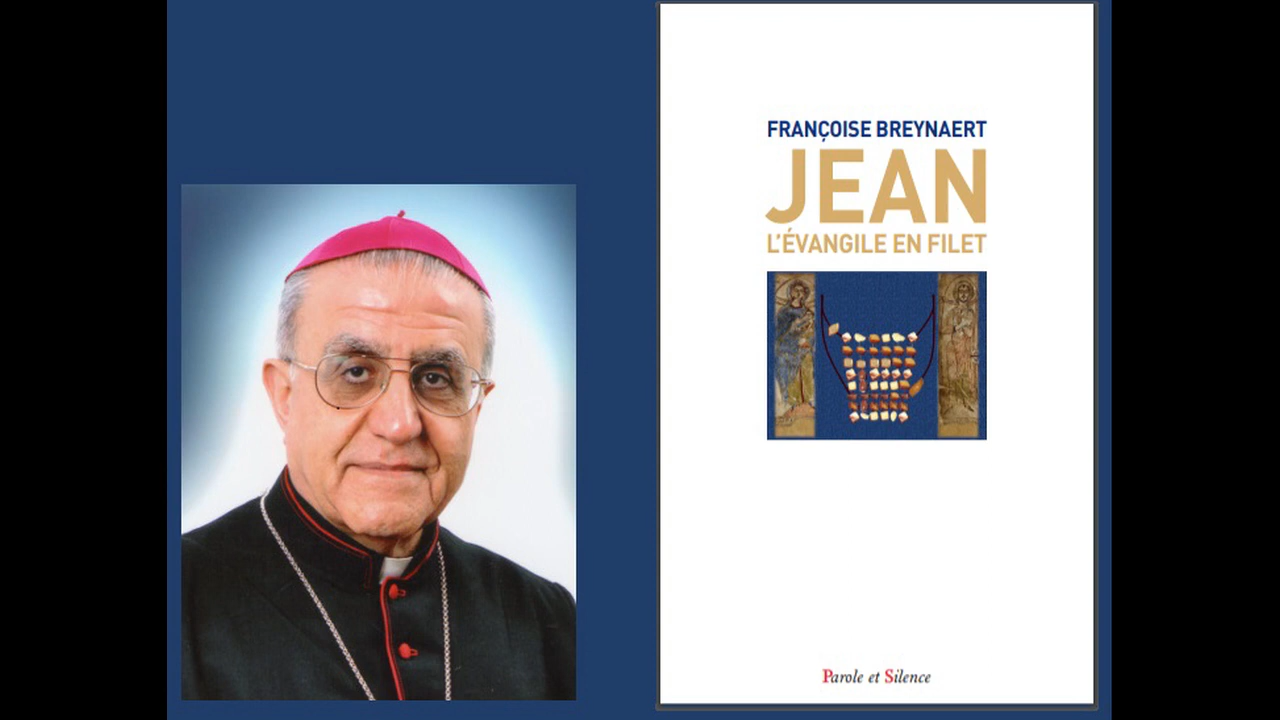 FRANÇOISE BREYNAERT
JEAN
L'ÉVANGILE EN FILET
Parole et Silence